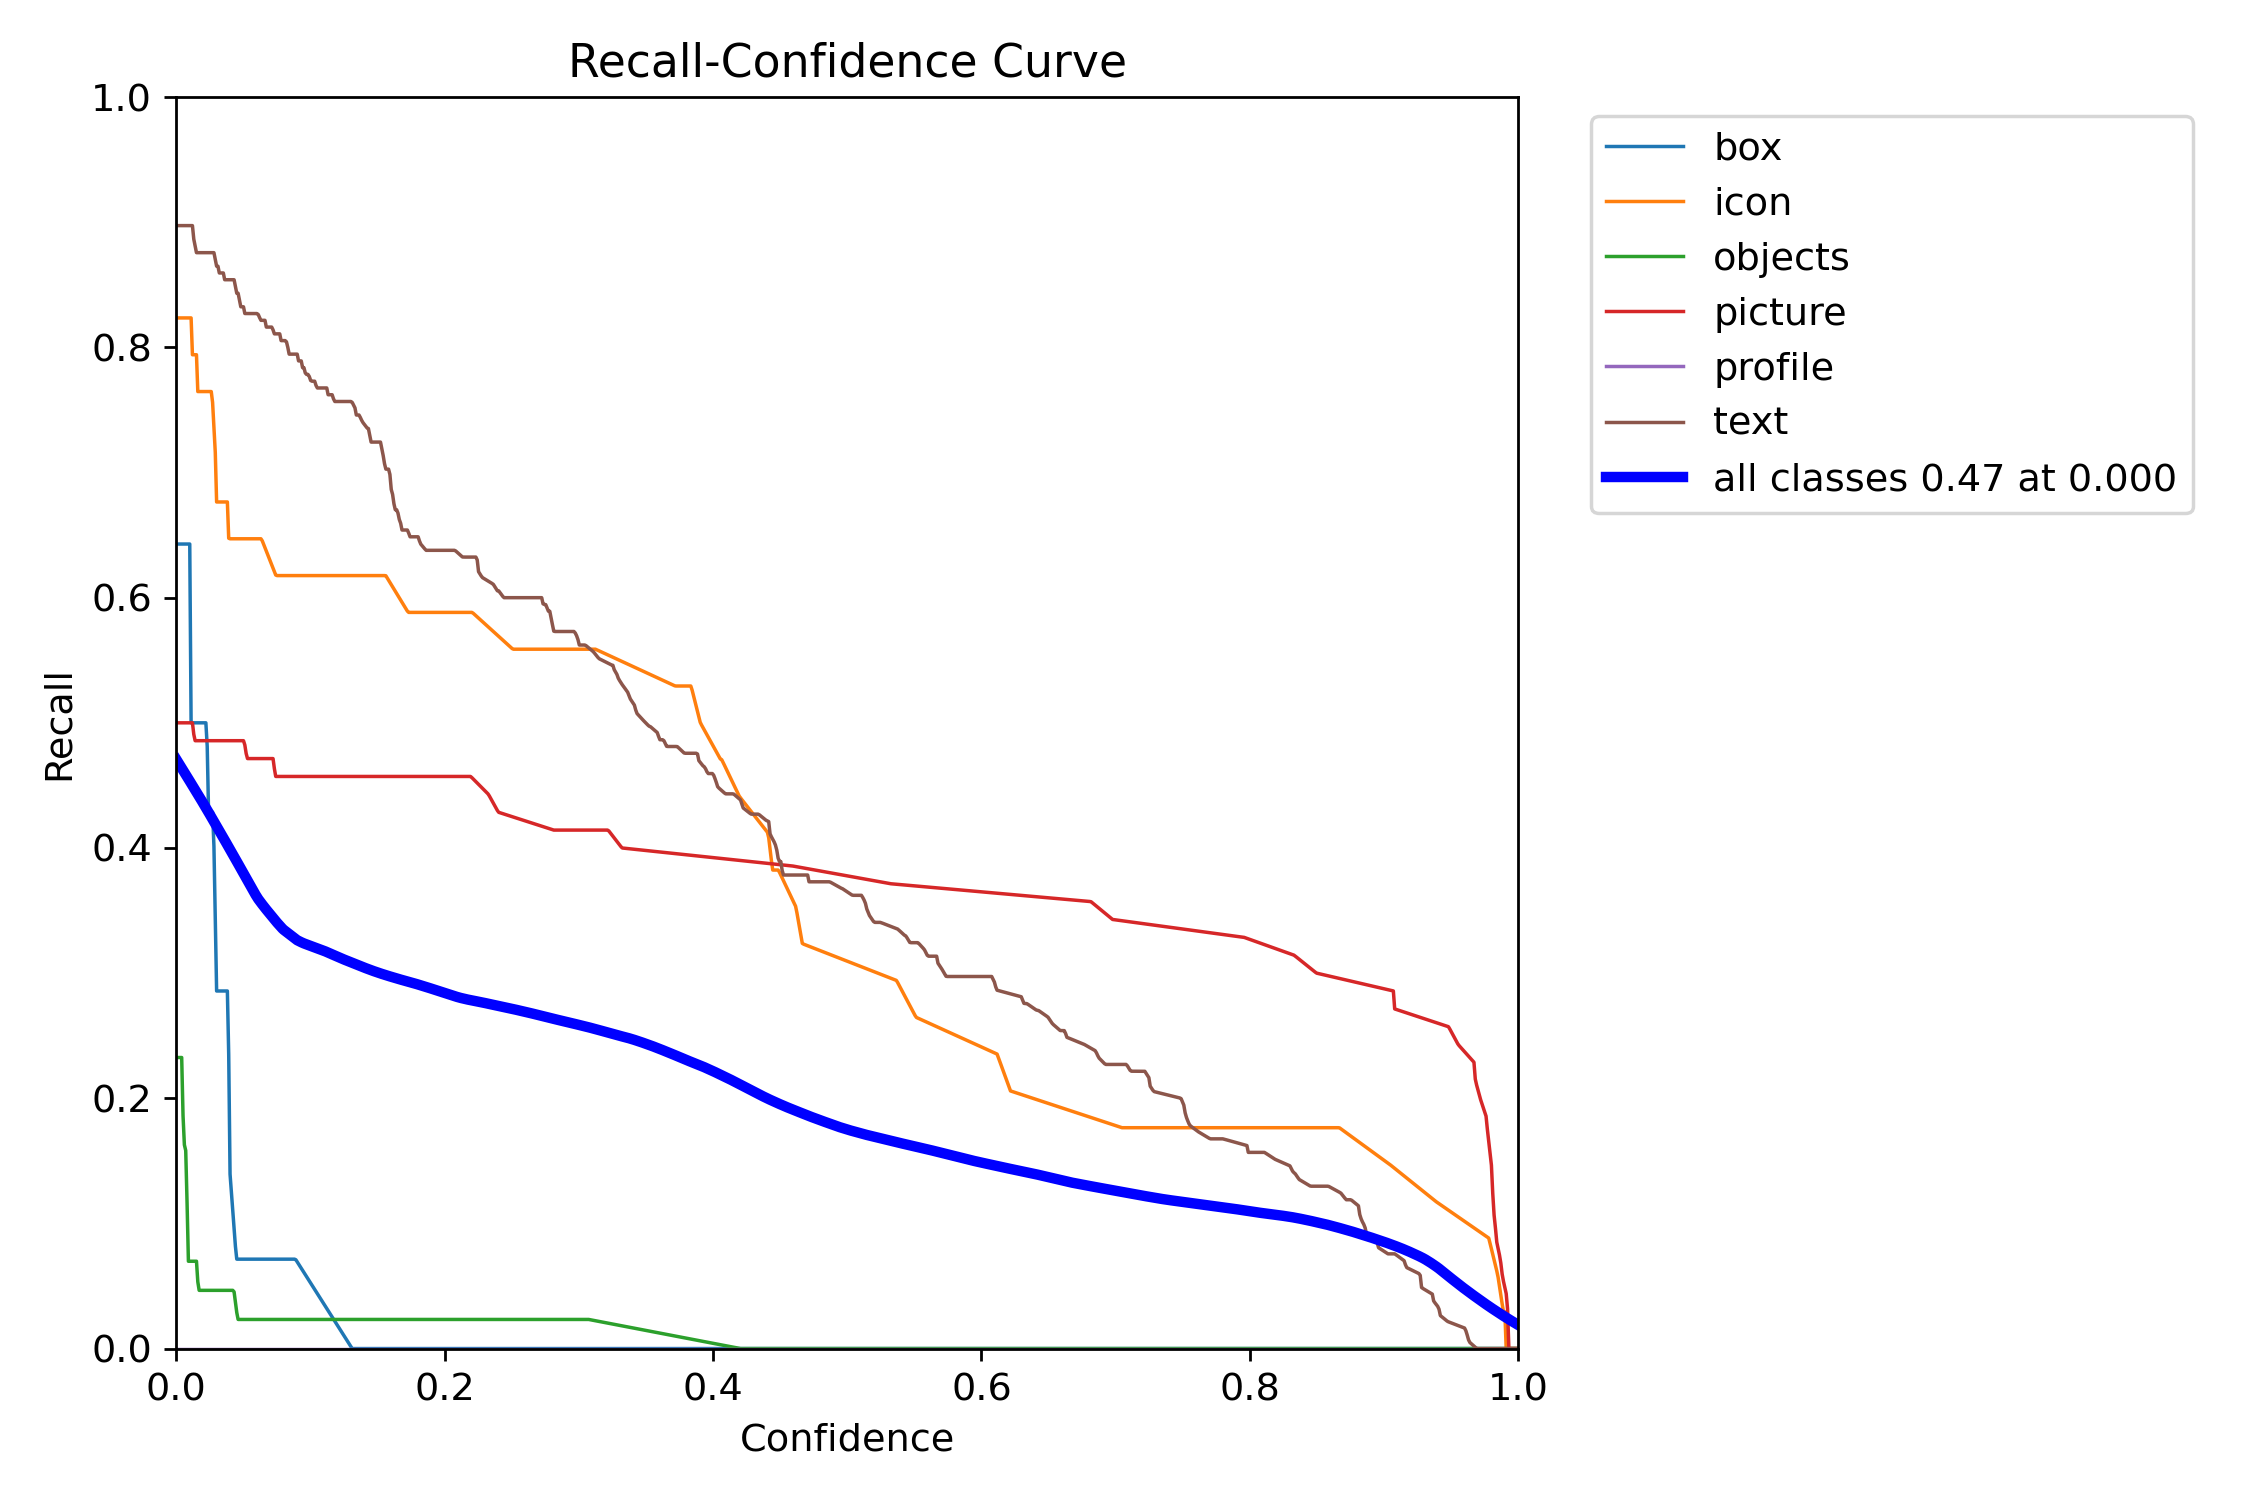 Recall-Confidence Curve
1.0
0.8
0.6
0.4
0.2
0.0
Recall
0.0 0.2 0.4 0.6 0.8 1.0
Confidence
box
icon
objects
picture
profile
text
all classes 0.47 at 0.000